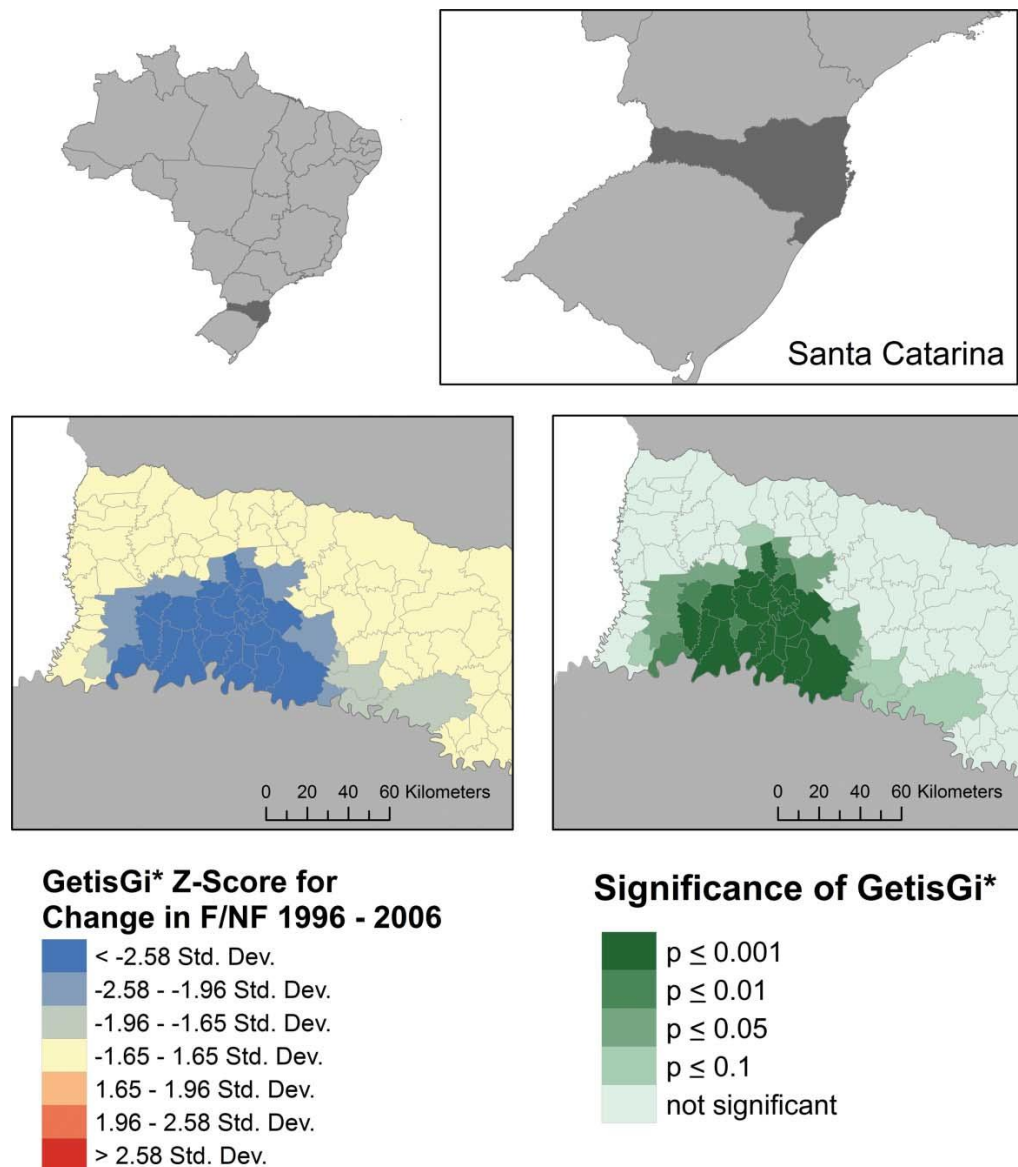 Santa Catarina
0 20 40 60 Kilometers
0 20 40 60 Kilometers
GetisGi* Z-Score for
Change in F/NF 1996 - 2006
< -2.58 Std. Dev.
-2.58 - -1.96 Std. Dev.
-1.96 - -1.65 Std. Dev.
-1.65 - 1.65 Std. Dev.
1.65 - 1.96 Std. Dev.
1.96 - 2.58 Std. Dev.
> 2.58 Std. Dev.
Significance of GetisGi*
p ≤ 0.001
p ≤ 0.01
p ≤ 0.05
p ≤ 0.1
not significant